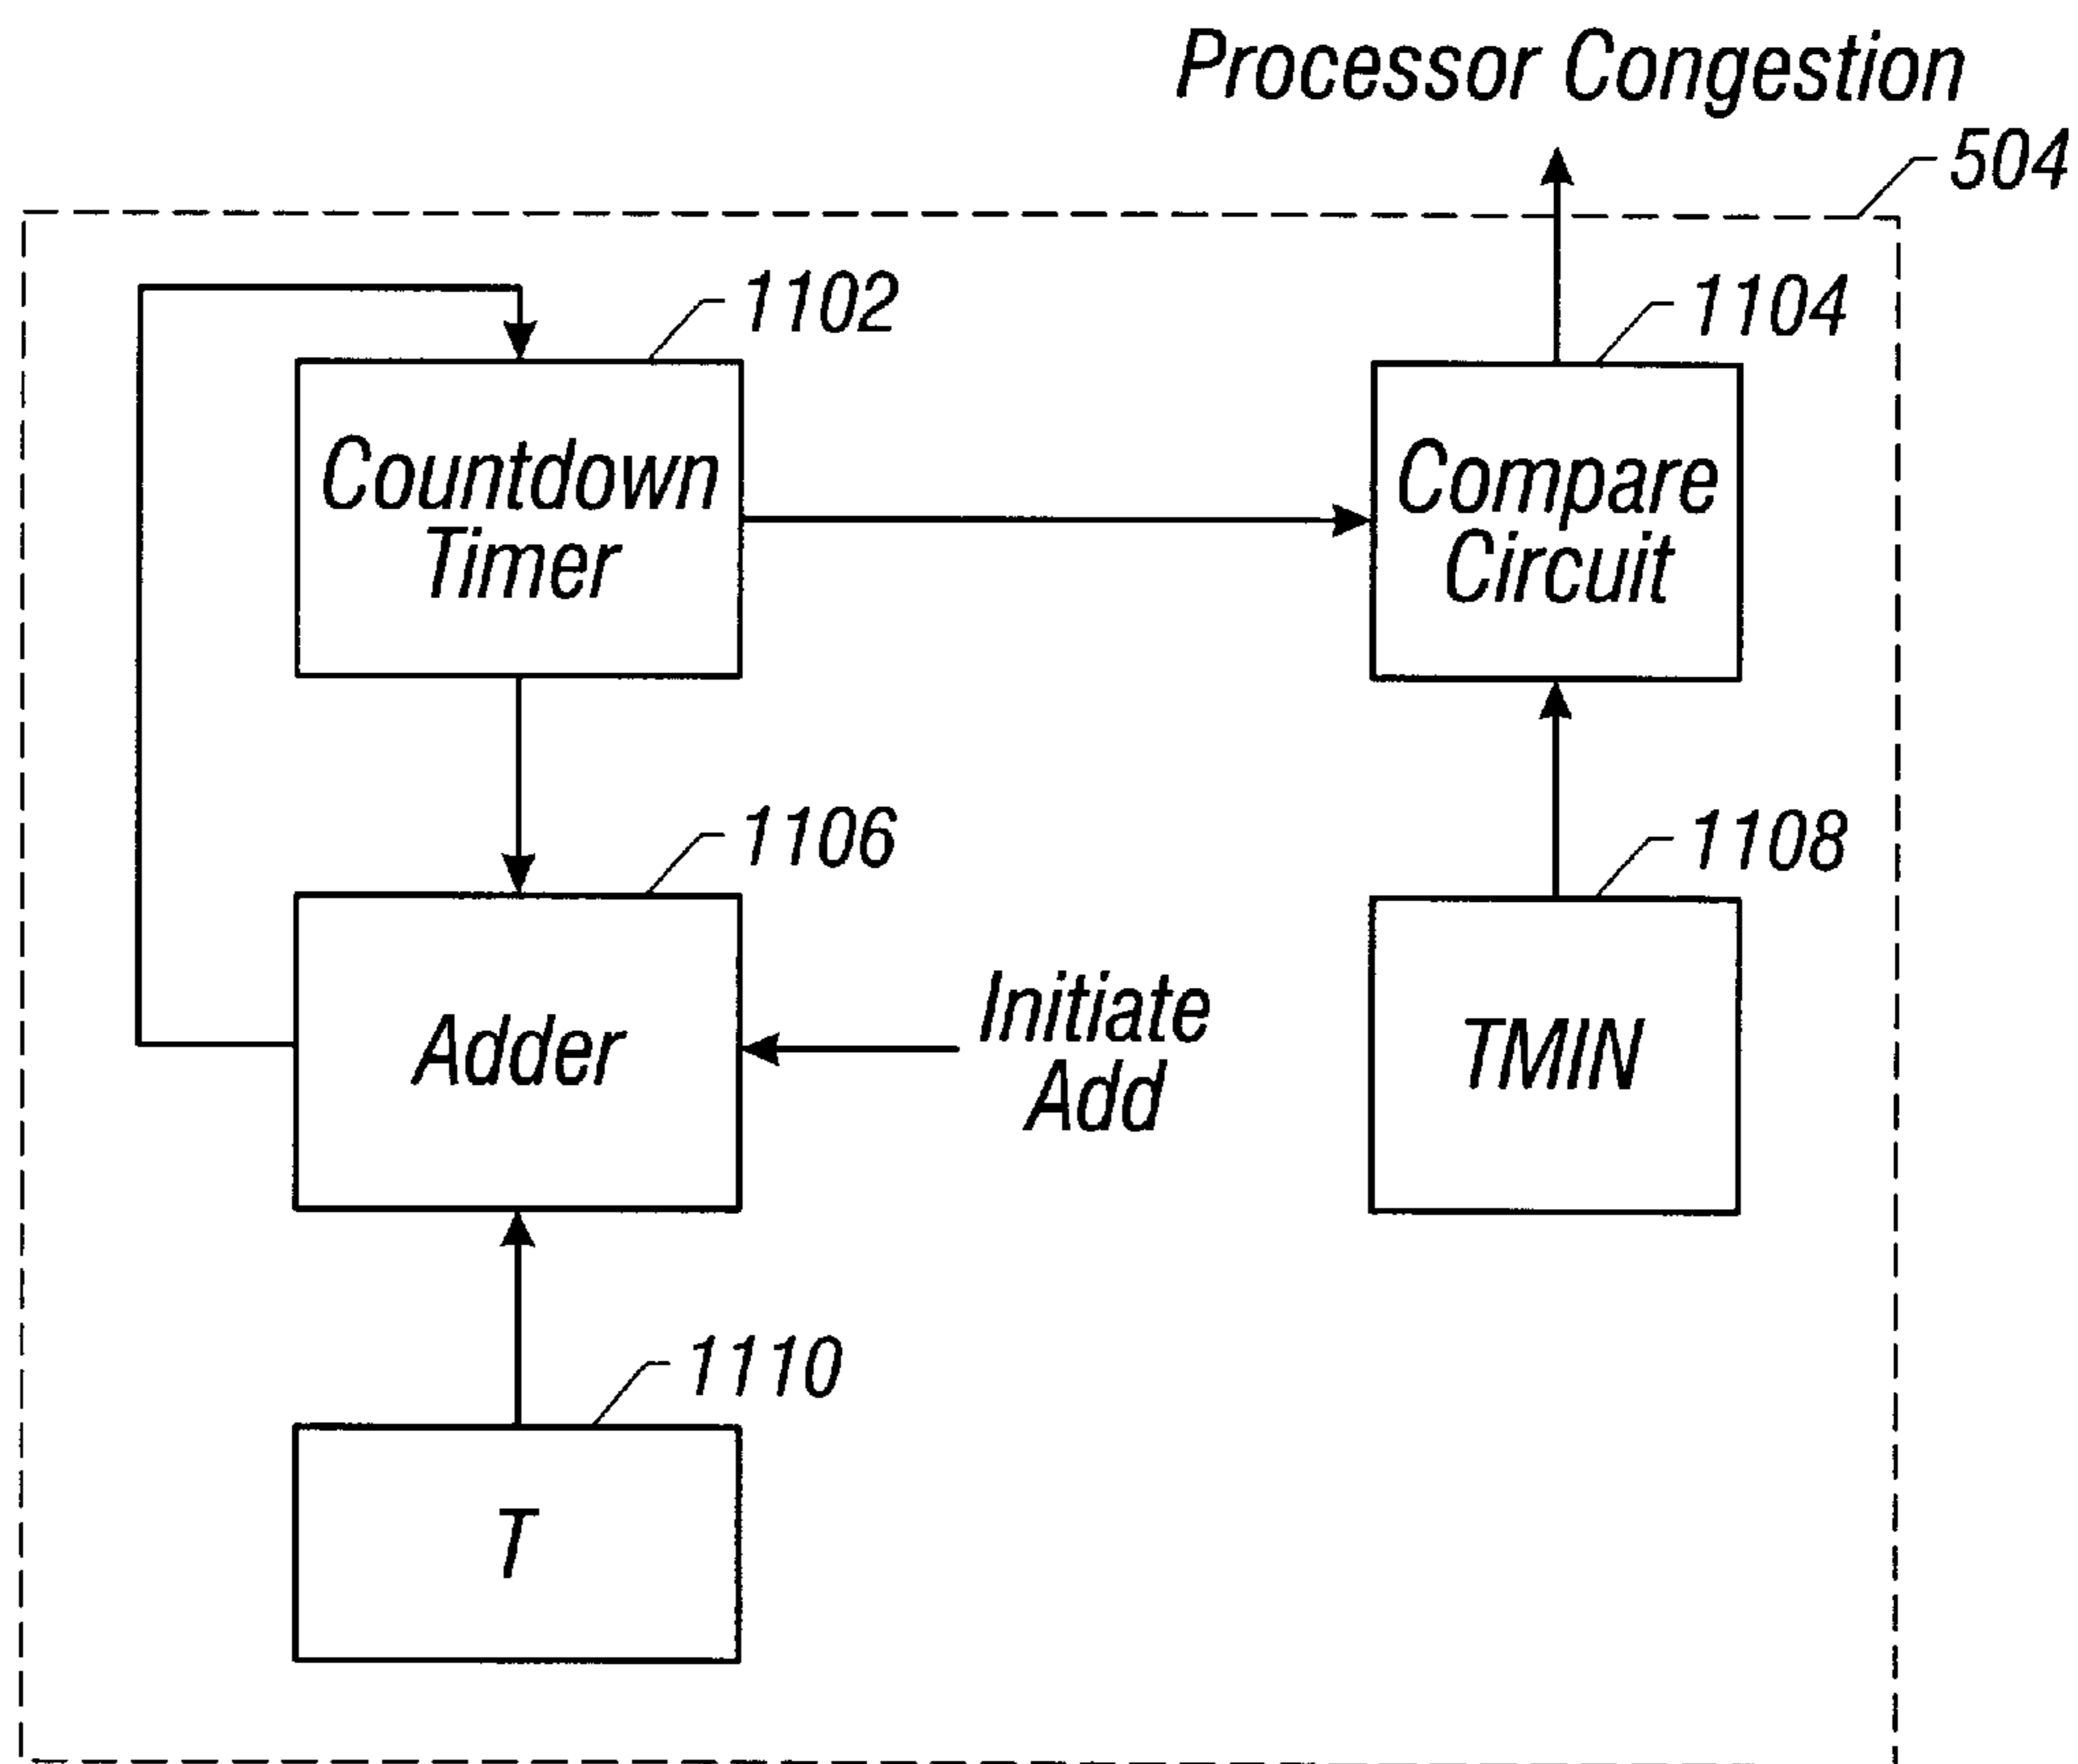 Processor Congestion
504
1102
1104
Countdown
Timer
Compare
Circuit
1106
1108
Adder
Initiate
Add
TMIN
1110
T